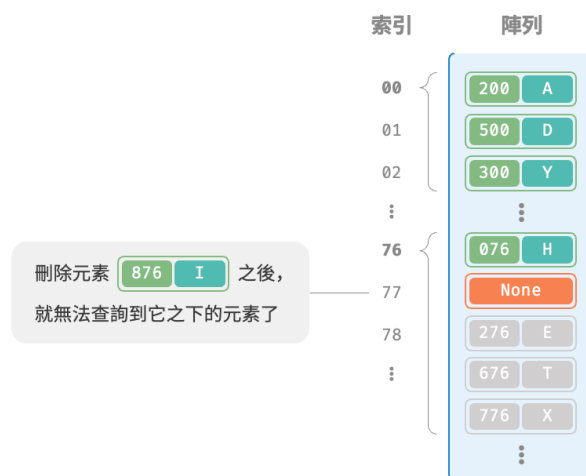 索引 陣列
00 200 A
01 500 D
02 300 Y
76 076 H
刪除元素 876 I 之後，
就無法查詢到它之下的元素了
77 None
78 276 E
676 T
776 X